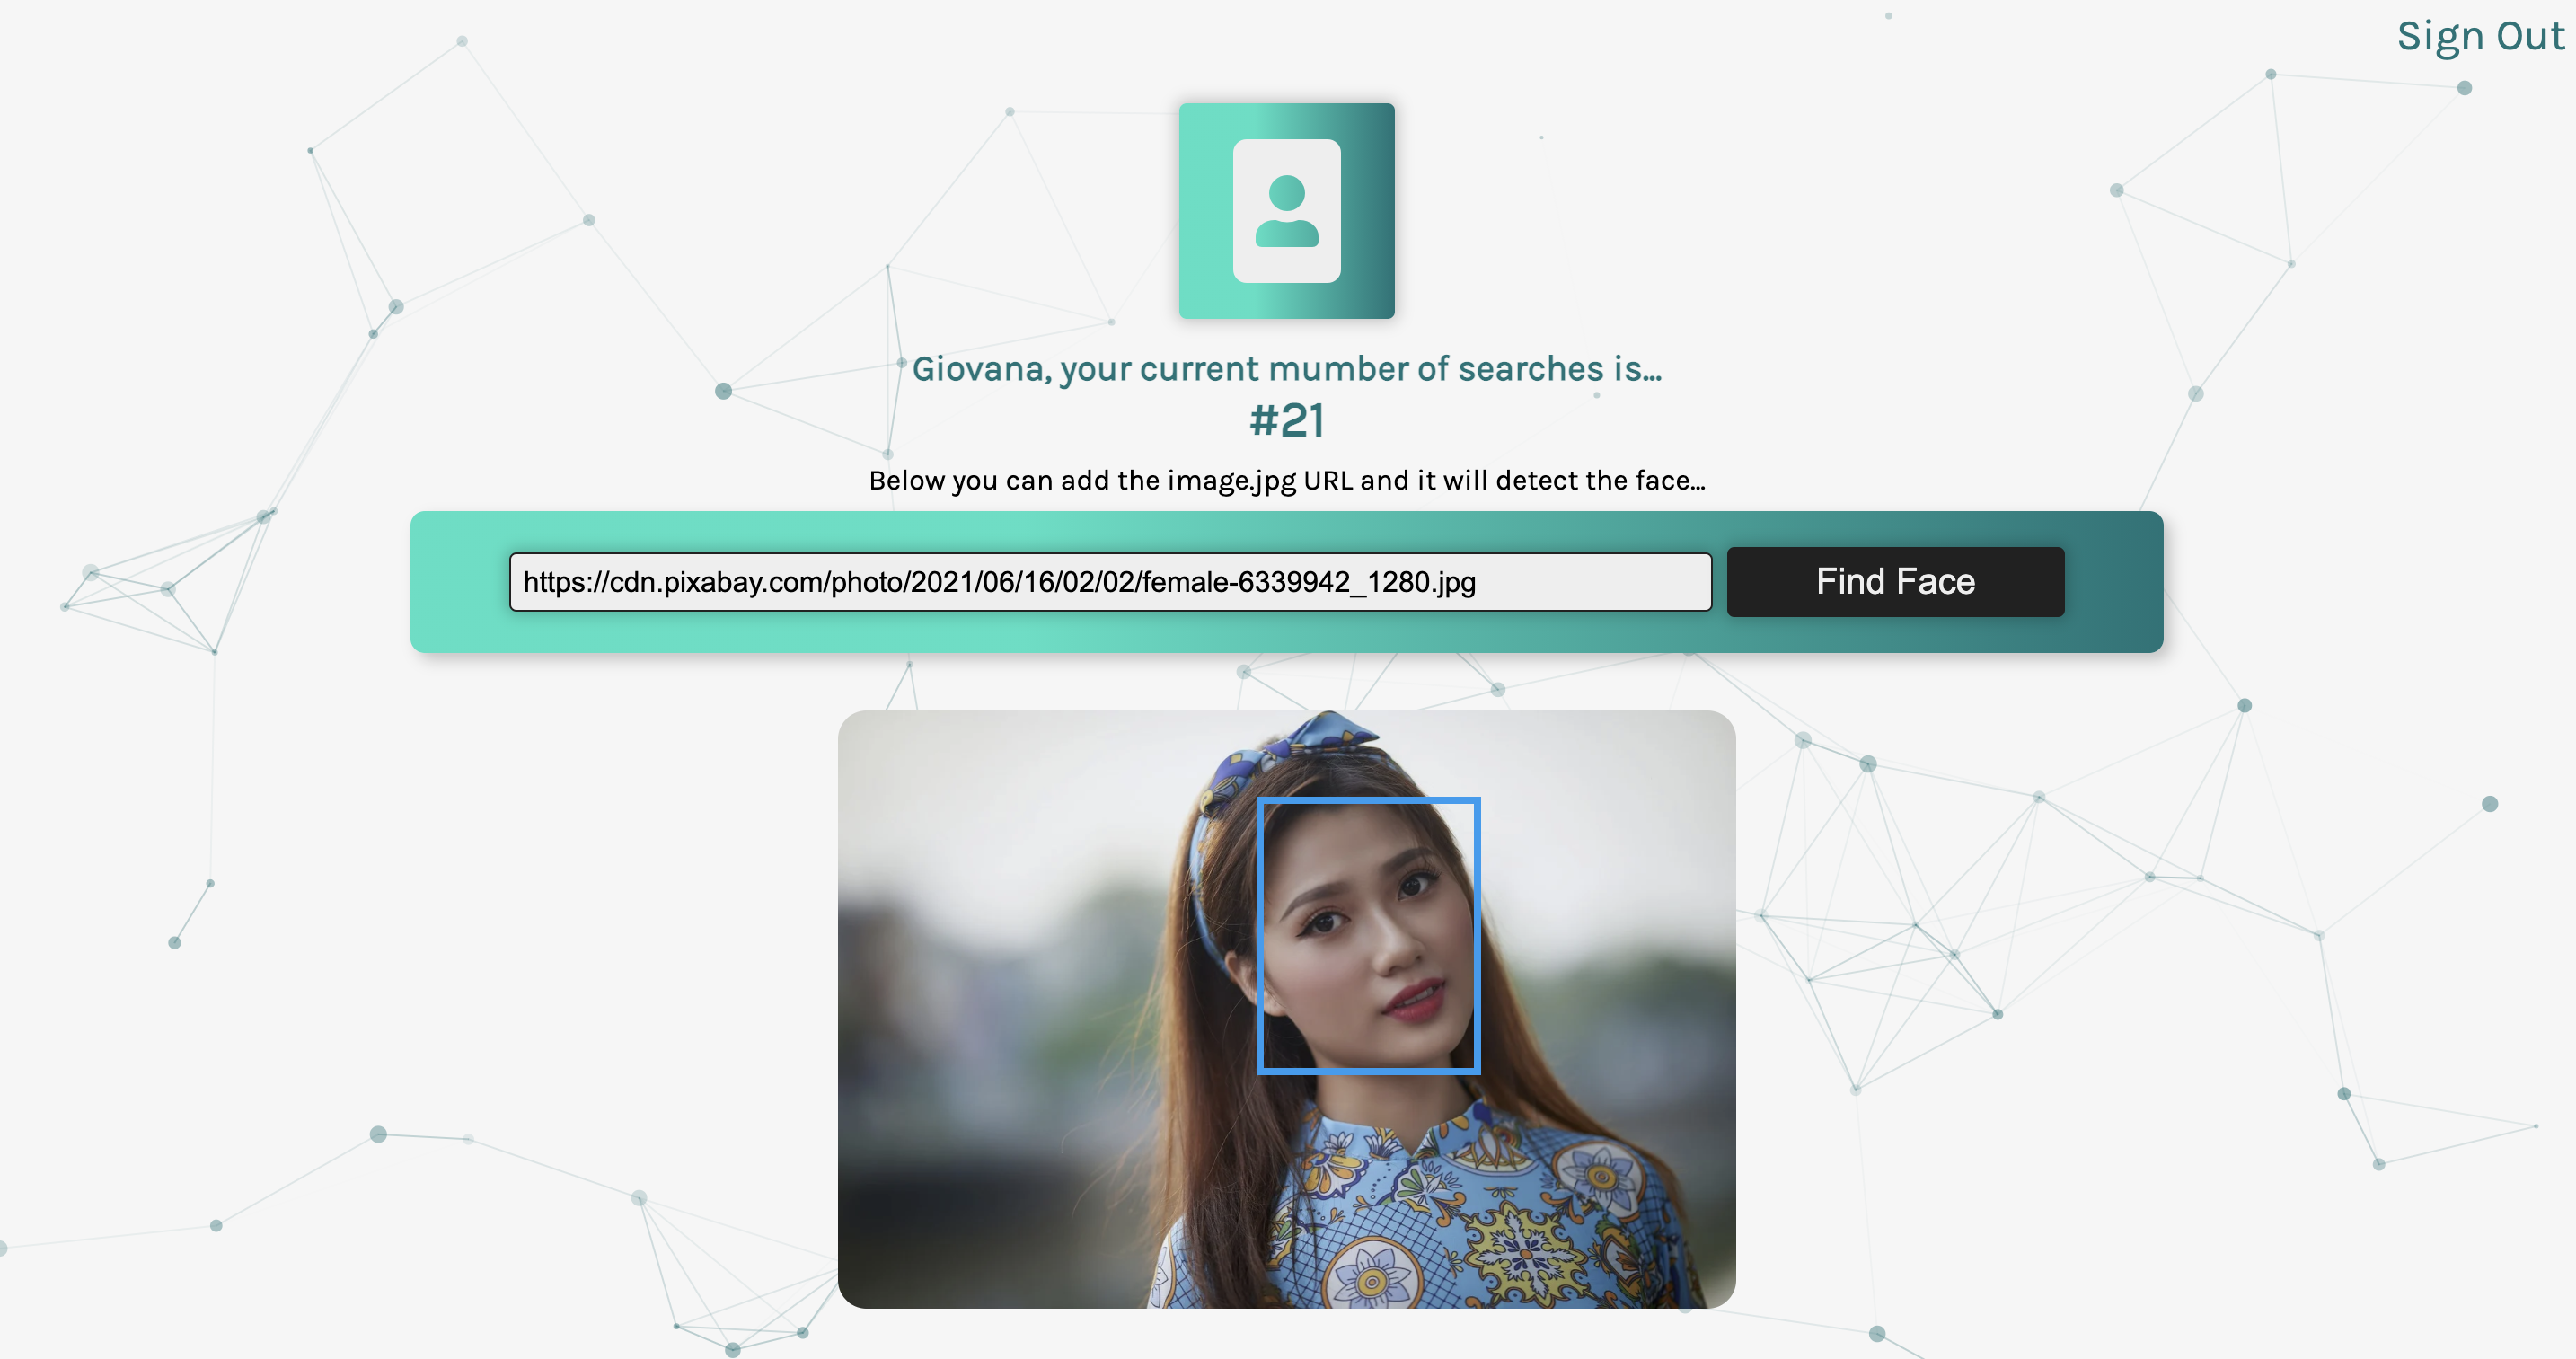 Sign Out
Giovana, your current mumber of searches is...
#21
Below you can add the image.jpg URL and it will detect the face...
https://cdn.pixabay.com/photo/2021/06/16/02/02/female-6339942_1280.jpg
Find Face